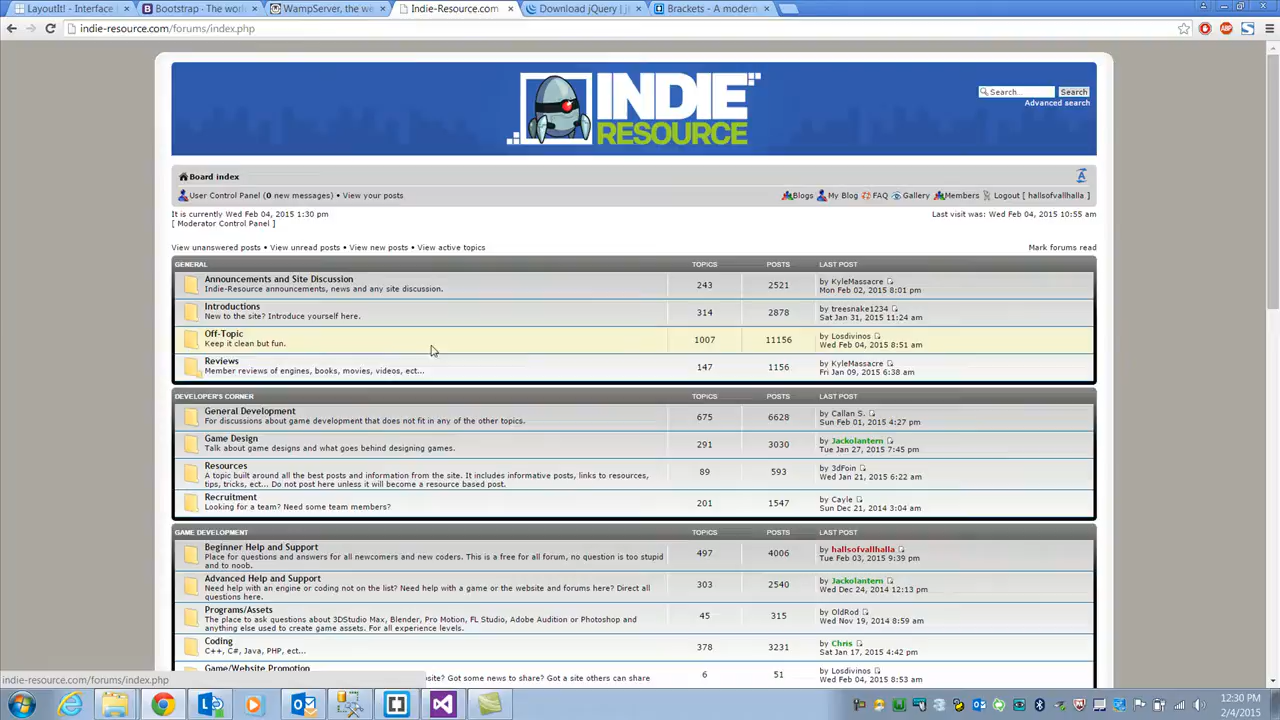 LayoutIt! - Interface
Bootstrap · The world
WampServer, the we
Indie-Resource.com
Download jQuery | j
Brackets - A modern
indie-resource.com/forums/index.php
INDIE
RESOURCE
Search...
Search
Advanced search
Board index
User Control Panel (0 new messages) • View your posts
Blogs My Blog FAQ Gallery Members Logout [ hallsofvallhalla ]
It is currently Wed Feb 04, 2015 1:30 pm
Last visit was: Wed Feb 04, 2015 10:55 am
[ Moderator Control Panel ]
View unanswered posts • View unread posts • View new posts • View active topics
Mark forums read
GENERAL TOPICS POSTS LAST POST
Announcements and Site Discussion
Indie-Resource announcements, news and any site discussion.
243 2521
by KyleMassacre
Mon Feb 02, 2015 8:01 pm
Introductions
New to the site? Introduce yourself here.
314 2878
by treesnake1234
Sat Jan 31, 2015 11:24 am
Off-Topic
Keep it clean but fun.
1007 11156
by Losdivinos
Wed Feb 04, 2015 8:51 am
Reviews
Member reviews of engines, books, movies, videos, ect...
147 1156
by KyleMassacre
Fri Jan 09, 2015 6:38 am
DEVELOPER'S CORNER TOPICS POSTS LAST POST
General Development
For discussions about game development that does not fit in any of the other topics.
675 6628
by Callan S.
Sun Feb 01, 2015 4:27 pm
Game Design
Talk about game designs and what goes behind designing games.
291 3030
by Jackolantern
Tue Jan 27, 2015 7:45 pm
Resources
A topic built around all the best posts and information from the site. It includes informative posts, links to resources,
tips, tricks, ect... Do not post here unless it will become a resource based post.
89 593
by 3dFoin
Wed Jan 21, 2015 6:22 am
Recruitment
Looking for a team? Need some team members?
201 1547
by Cayle
Sun Dec 21, 2014 3:04 am
GAME DEVELOPMENT TOPICS POSTS LAST POST
Beginner Help and Support
Place for questions and answers for all newcomers and new coders. This is a free for all forum, no question is too stupid
and to noob.
497 4006
by hallsofvallhalla
Tue Feb 03, 2015 9:39 pm
Advanced Help and Support
Need help with an engine or coding not on the list? Need help with a game or the website and forums here? Direct all
questions here.
303 2540
by Jackolantern
Wed Dec 24, 2014 12:13 pm
Programs/Assets
The place to ask questions about 3DStudio Max, Blender, Pro Motion, FL Studio, Adobe Audition or Photoshop and
anything else used to create game assets. For all experience levels.
45 315
by OldRod
Wed Nov 19, 2014 8:59 am
Coding
C++, C#, Java, PHP, ect...
378 3231
by Chris
Sat Jan 17, 2015 4:42 pm
Game/Website Promotion
site? Got some news to share? Got a site others can share
6 51
by Losdivinos
Wed Feb 04, 2015 8:53 am
indie-resource.com/forums/index.php
12:30 PM
2/4/2015